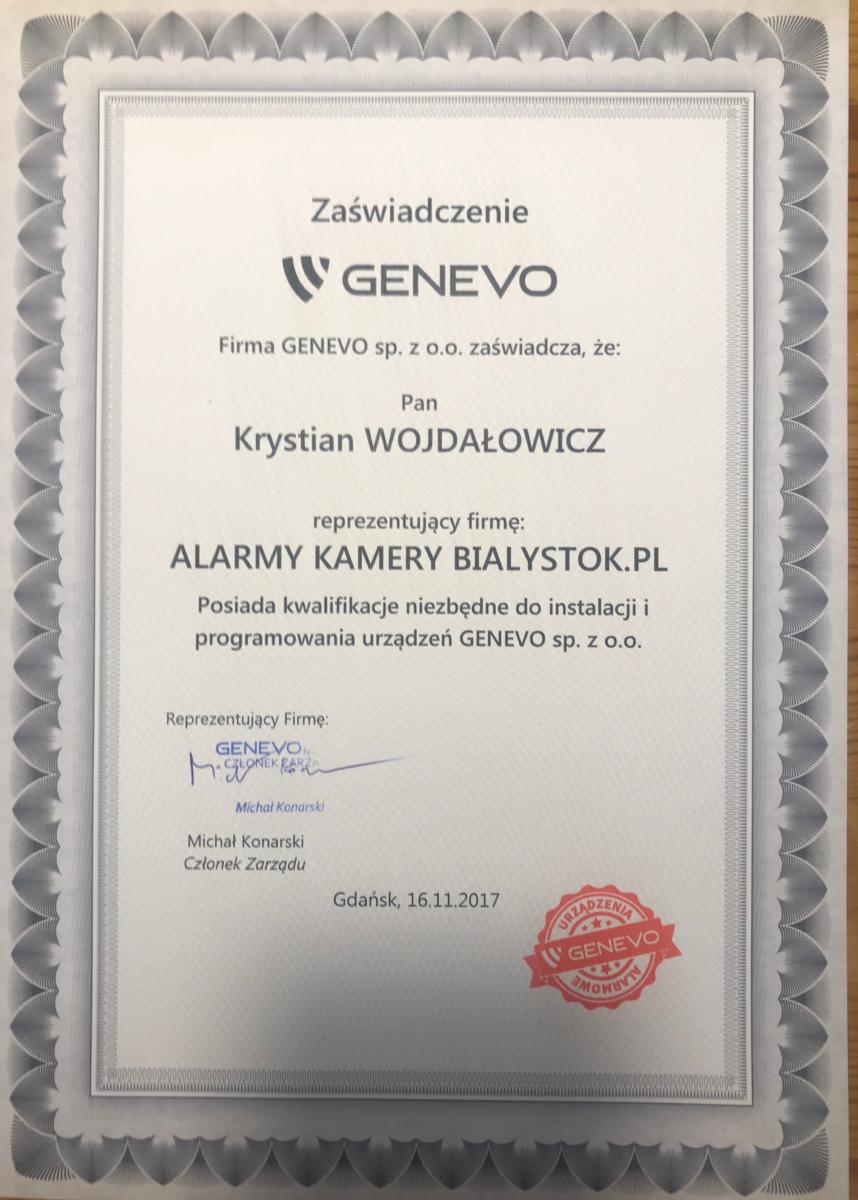 Zaświadczenie
GENEVO
Firma GENEVO sp. z o.o. zaświadcza, że:
Pan
Krystian WOJDAŁOWICZ
reprezentujący firmę:
ALARMY KAMERY BIALYSTOK.PL
Posiada kwalifikacje niezbędne do instalacji i
programowania urządzeń GENEVO sp. z o.o.
Reprezentujący Firmę:
GENEVO
CZŁONEK
Michał Konarski
Michał Konarski
Członek Zarządu
Gdańsk, 16.11.2017
URZĄDZENIA
GENEVO
ALARMOWE